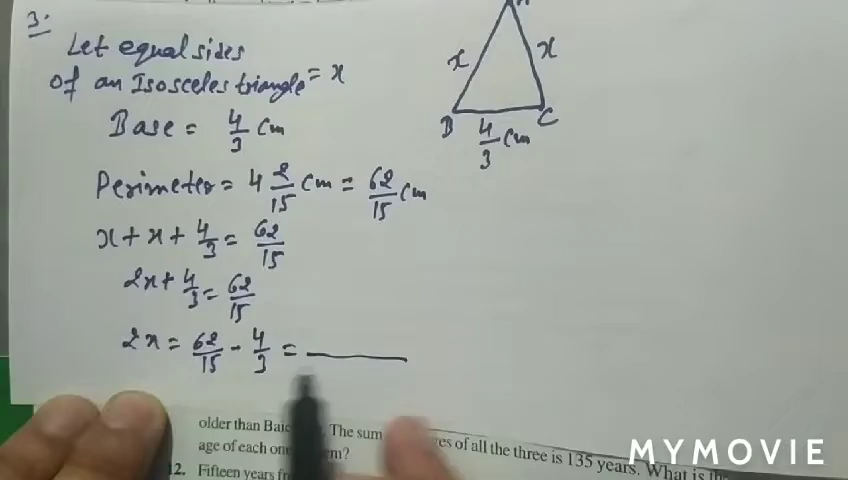 3.
Let equal sides
of an Isosceles triangle = x
Base = 4/3 cm
Perimeter = 4 2/15 cm = 62/15 cm
x + x + 4/3 = 62/15
2x + 4/3 = 62/15
2x = 62/15 - 4/3 =
A
x x
B C
4/3 cm
older than The sum of all the three is 135 years. What is the
age of each one
12. Fifteen years
MYMOVIE